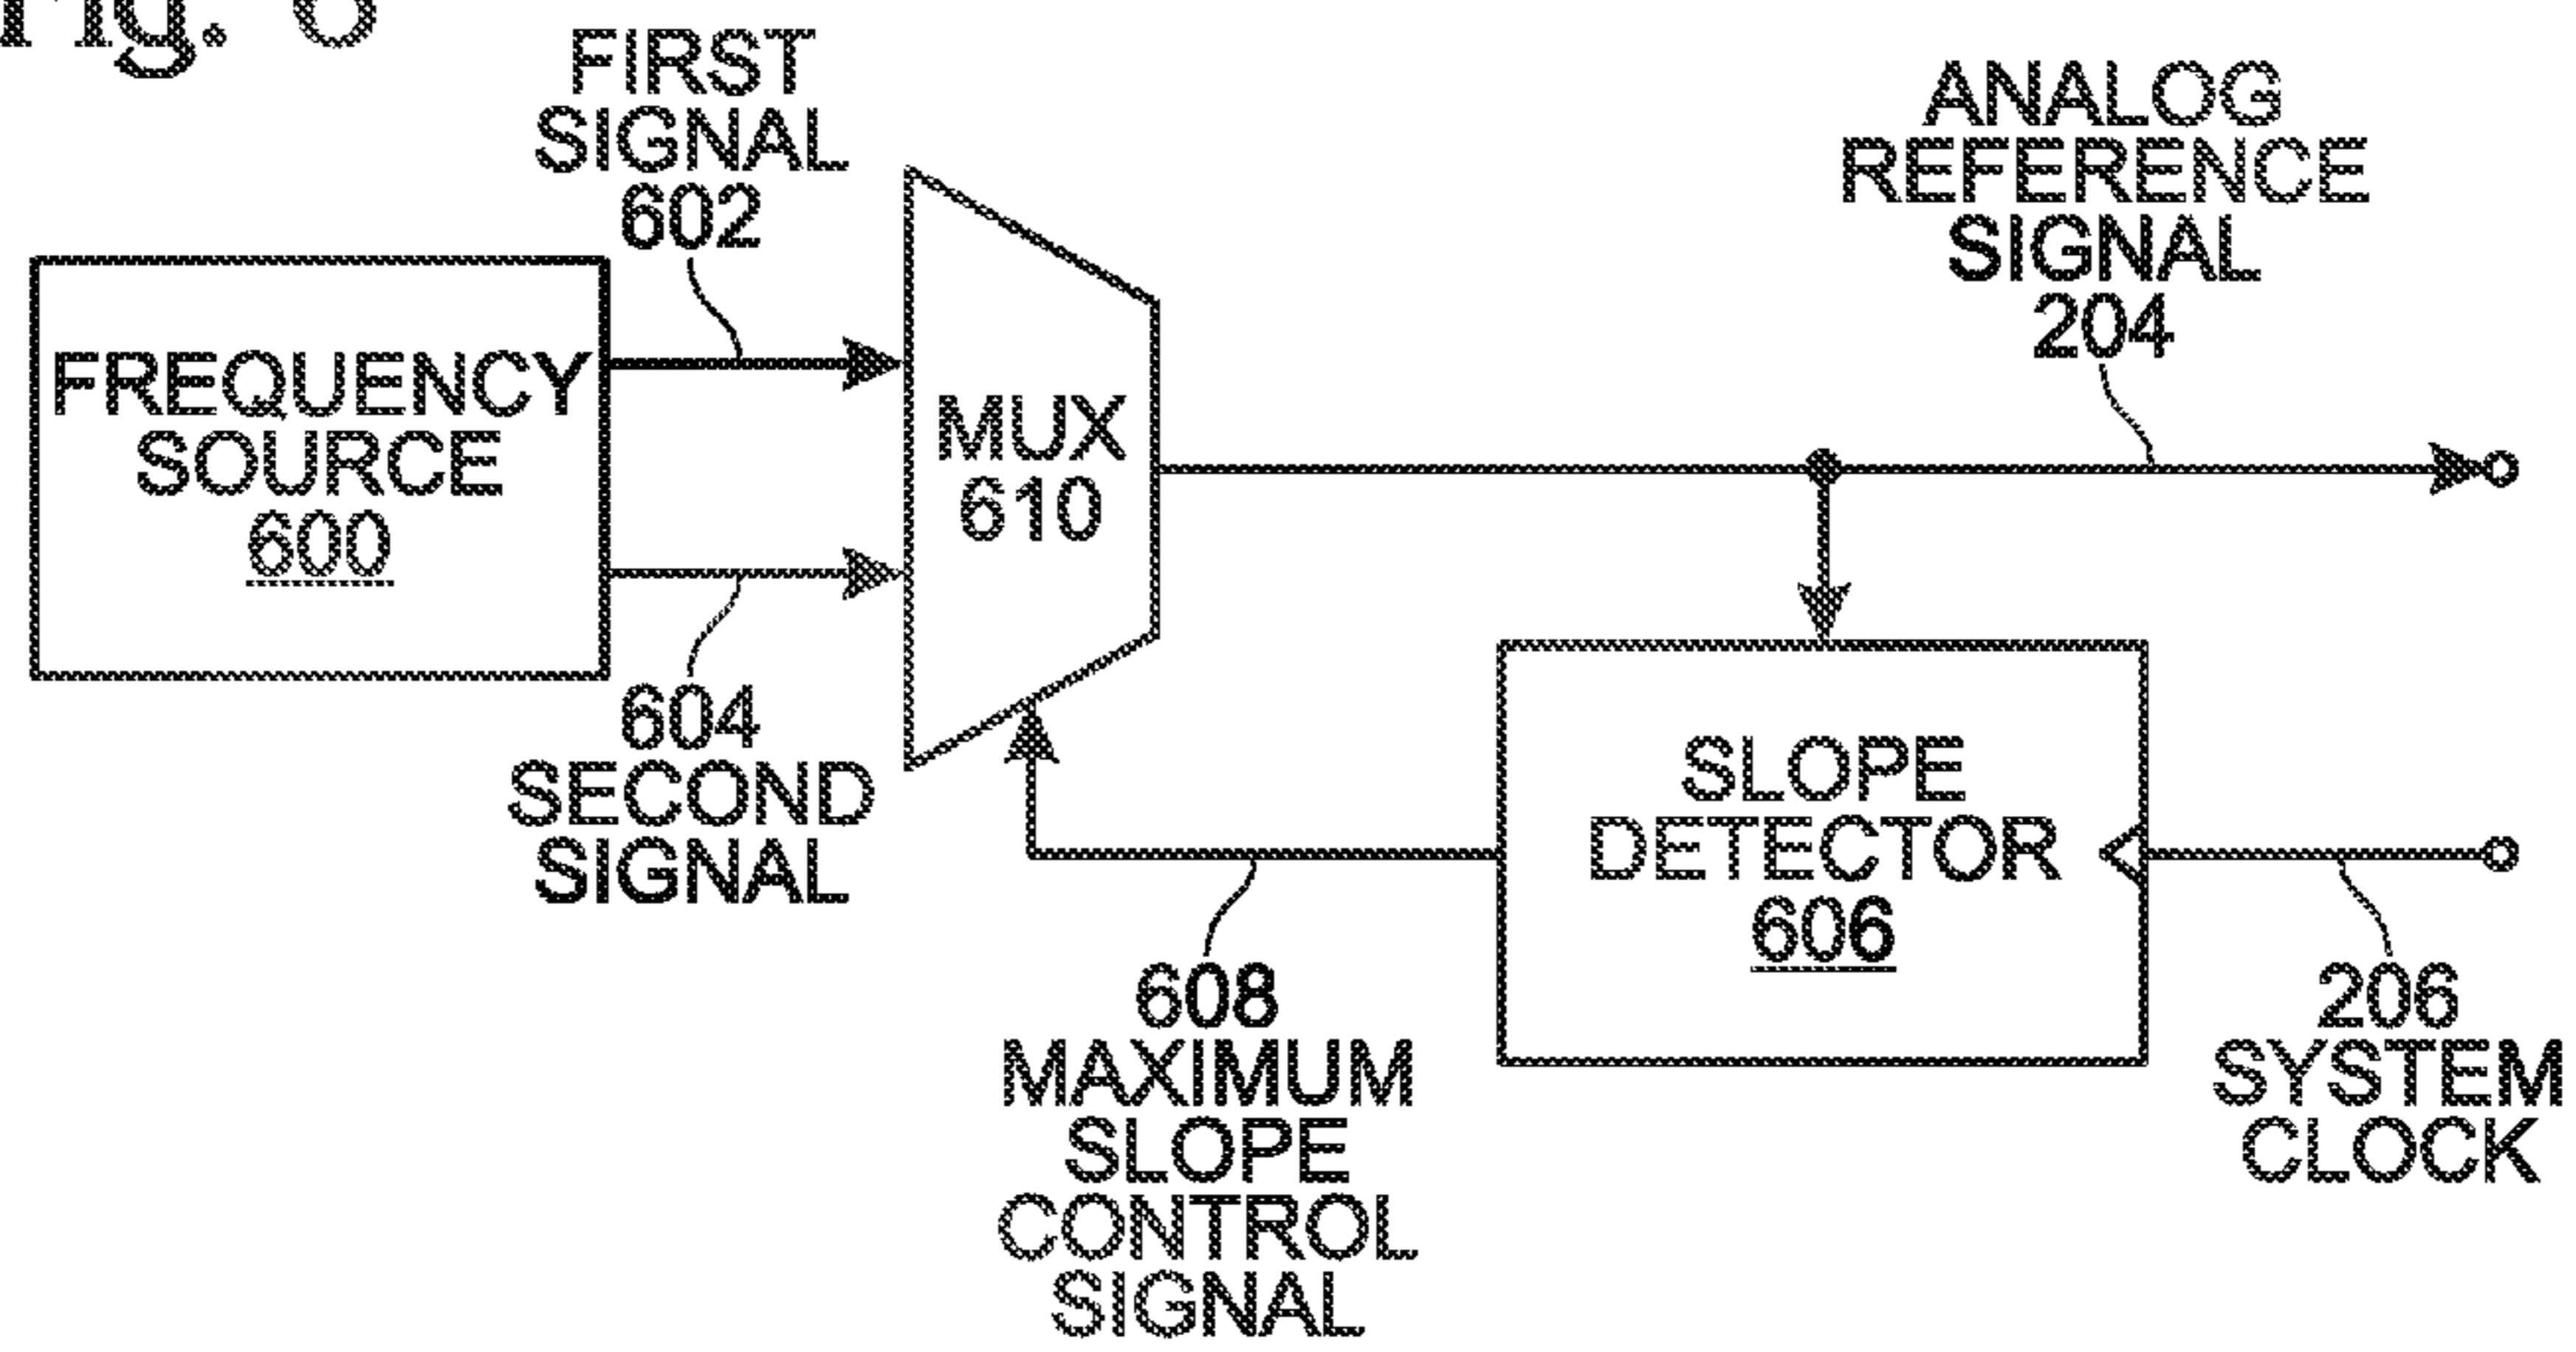 Fig. 6
FIRST
SIGNAL
602
ANALOG
REFERENCE
SIGNAL
204
FREQUENCY
SOURCE
600
MUX
610
604
SECOND
SIGNAL
SLOPE
DETECTOR
606
608
MAXIMUM
SLOPE
CONTROL
SIGNAL
206
SYSTEM
CLOCK